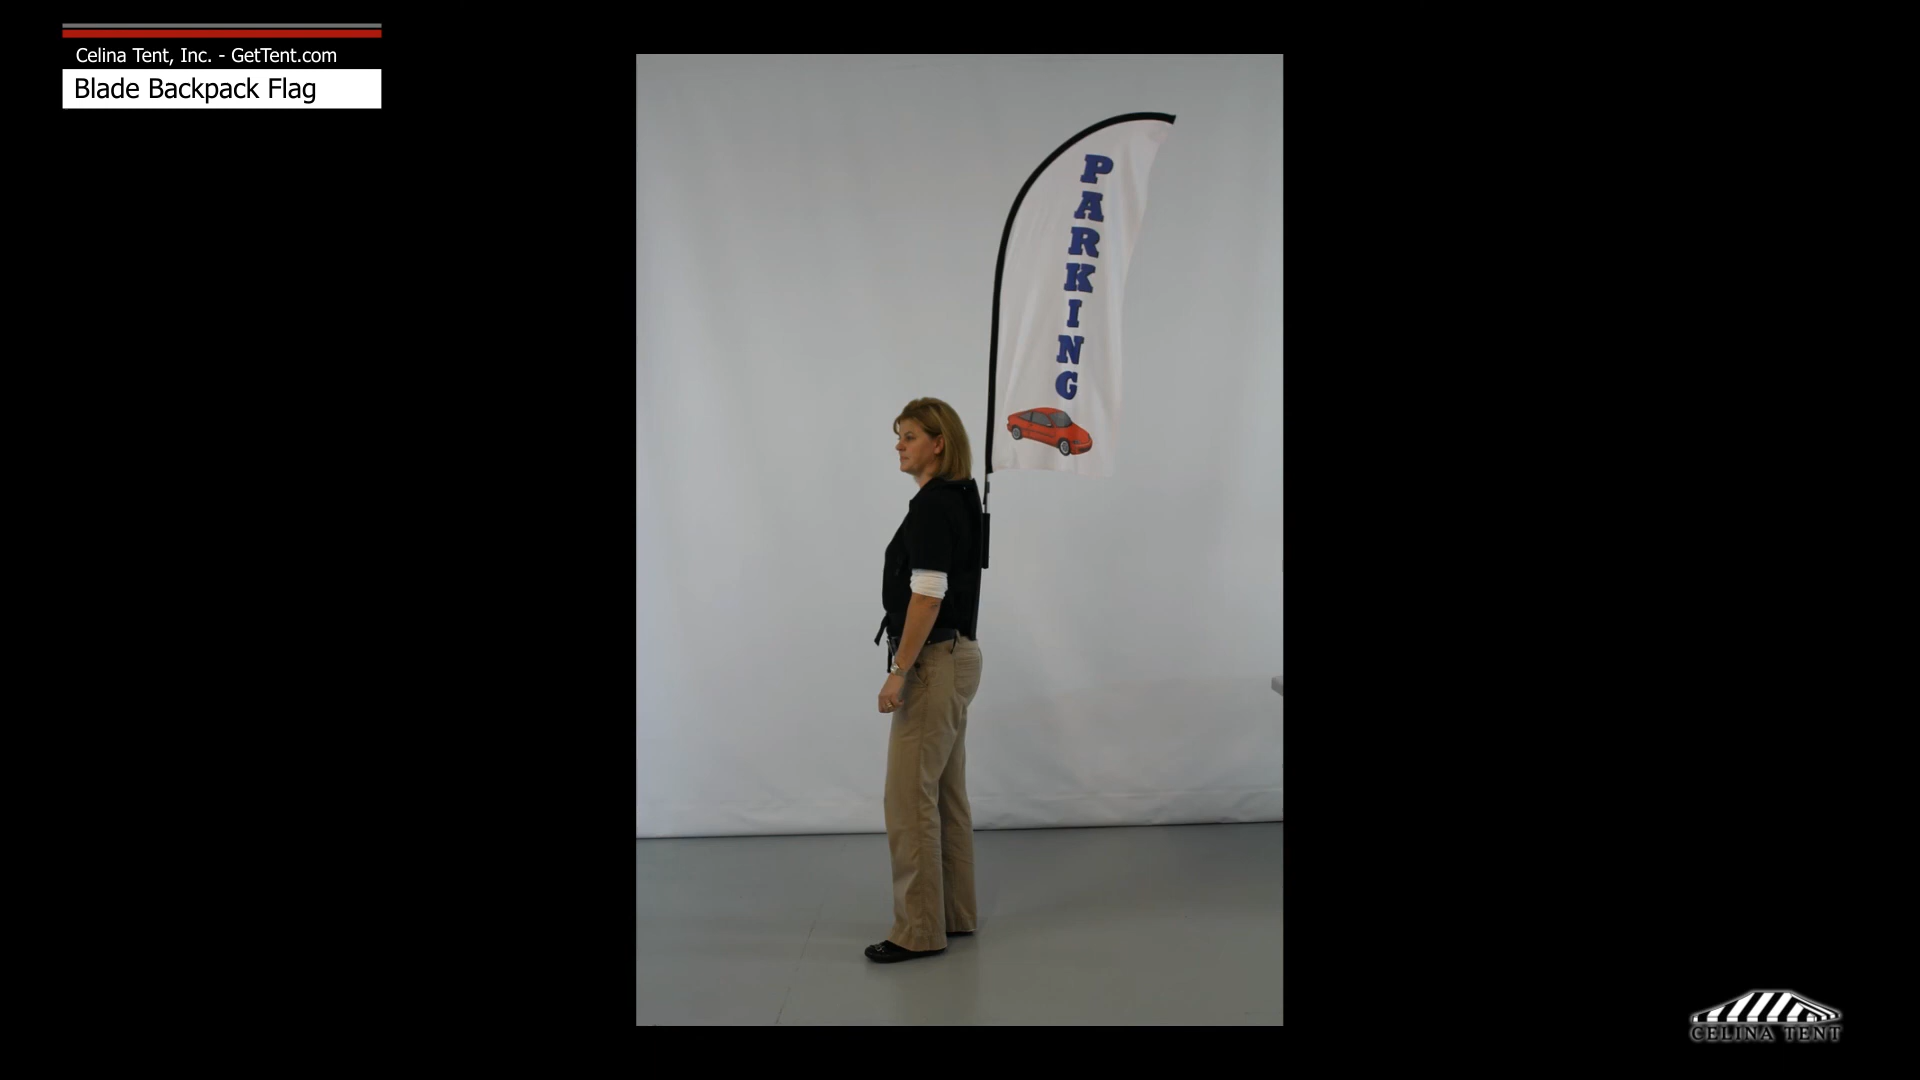 Celina Tent, Inc. - GetTent.com
Blade Backpack Flag
PARKING
CELINA TENT